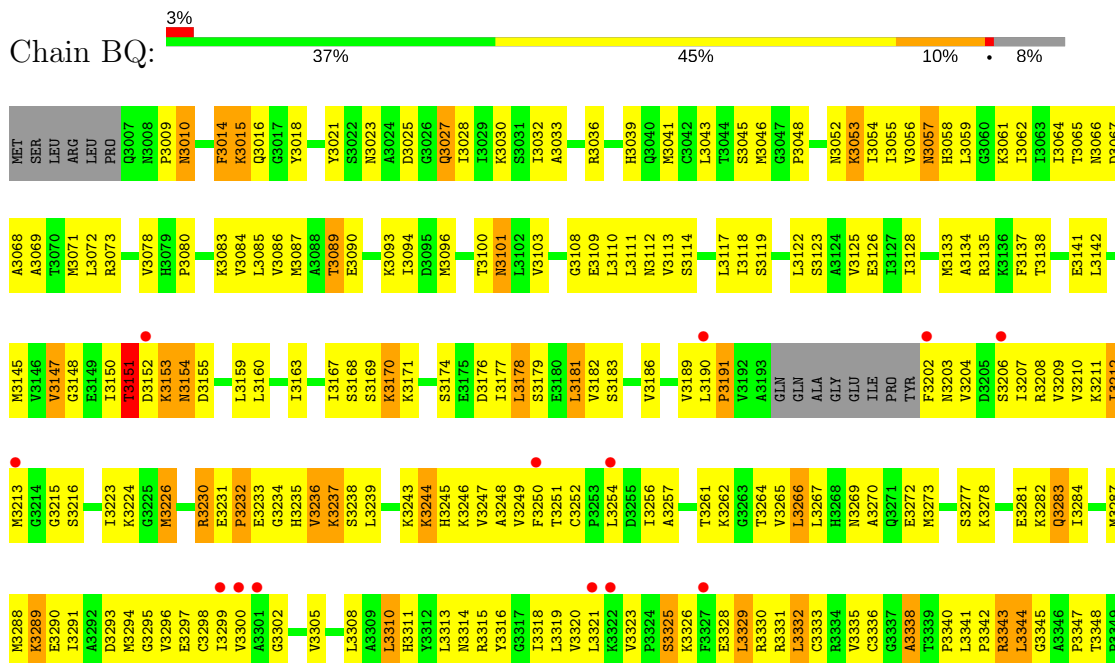 3%
Chain BQ:
37% 45% 10% • 8%
MET SER LEU ARG LEU PRO Q3007 N3008 P3009 N3010 F3014 K3015 Q3016 G3017 Y3018 Y3021 S3022 N3023 A3024 D3025 G3026 Q3027 I3028 I3029 K3030 S3031 I3032 A3033 R3036 H3039 Q3040 M3041 C3042 L3043 T3044 S3045 M3046 G3047 P3048 N3052 K3053 I3054 I3055 V3056 N3057 H3058 L3059 G3060 K3061 I3062 I3063 I3064 T3065 N3066
A3068 A3069 T3070 M3071 L3072 R3073 V3078 H3079 P3080 K3083 V3084 L3085 V3086 M3087 A3088 T3089 E3090 K3093 I3094 D3095 M3096 T3100 N3101 L3102 V3103 G3108 E3109 L3110 L3111 N3112 V3113 S3114 L3117 I3118 S3119 L3122 S3123 A3124 V3125 E3126 I3127 I3128 M3133 A3134 R3135 K3136 F3137 T3138 E3141 L3142
M3145 V3146 V3147 G3148 E3149 I3150 T3151 D3152 K3153 N3154 D3155 L3159 L3160 I3163 I3167 S3168 S3169 K3170 K3171 S3174 E3175 D3176 I3177 L3178 S3179 E3180 L3181 V3182 S3183 V3186 V3189 L3190 P3191 V3192 A3193 GLN GLN ALA GLY GLU ILE PRO TYR F3202 N3203 V3204 D3205 S3206 I3207 R3208 V3209 V3210 K3211
M3213 G3214 G3215 S3216 I3223 K3224 G3225 M3226 R3230 E3231 P3232 E3233 G3234 H3235 V3236 K3237 S3238 L3239 K3243 K3244 H3245 K3246 V3247 A3248 V3249 F3250 T3251 C3252 P3253 L3254 D3255 I3256 A3257 T3261 K3262 G3263 T3264 V3265 L3266 L3267 H3268 N3269 A3270 Q3271 E3272 M3273 S3277 K3278 E3281 K3282 Q3283 I3284
M3288 K3289 E3290 I3291 A3292 D3293 M3294 G3295 V3296 E3297 C3298 I3299 V3300 A3301 G3302 V3305 L3308 A3309 L3310 H3311 Y3312 L3313 N3314 R3315 Y3316 G3317 I3318 L3319 V3320 L3321 K3322 V3323 P3324 S3325 K3326 F3327 E3328 L3329 R3330 R3331 L3332 C3333 R3334 V3335 C3336 G3337 A3338 T3339 P3340 L3341 P3342 R3343 L3344 G3345 A3346 P3347 T3348